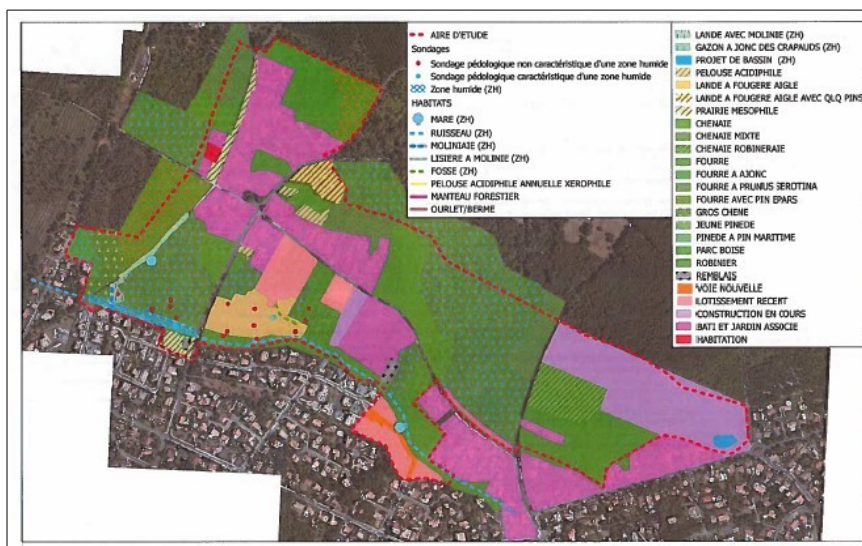 AIRE D'ETUDE
Sondages
Sondage pédologique non caractéristique d'une zone humide
Sondage pédologique caractéristique d'une zone humide
Zone humide (ZH)
HABITATS
MARE (ZH)
RUISSEAU (ZH)
MOLINIAIE (ZH)
LISIERE A MOLINIE (ZH)
FOSSE (ZH)
PELOUSE ACIDIPHILE ANNUELLE XEROPHILE
MANTEAU FORESTIER
OURLET/BERME
LANDE AVEC MOLINIE (ZH)
GAZON A JONC DES CRAPAUDS (ZH)
PROJET DE BASSIN (ZH)
PELOUSE ACIDIPHILE
LANDE A FOUGERE AIGLE
LANDE A FOUGERE AIGLE AVEC QLQ PINS
PRAIRIE MESOPHILE
CHENAIE
CHENAIE MIXTE
CHENAIE ROBINERAIE
FOURRE
FOURRE A AJONC
FOURRE A PRUNUS SEROTINA
FOURRE AVEC PIN EPARS
GROS CHENE
JEUNE PINEDE
PINEDE A PIN MARITIME
PARC BOISE
ROBINIER
REMBLAIS
VOIE NOUVELLE
LOTISSEMENT RECENT
CONSTRUCTION EN COURS
BATI ET JARDIN ASSOCIE
HABITATION